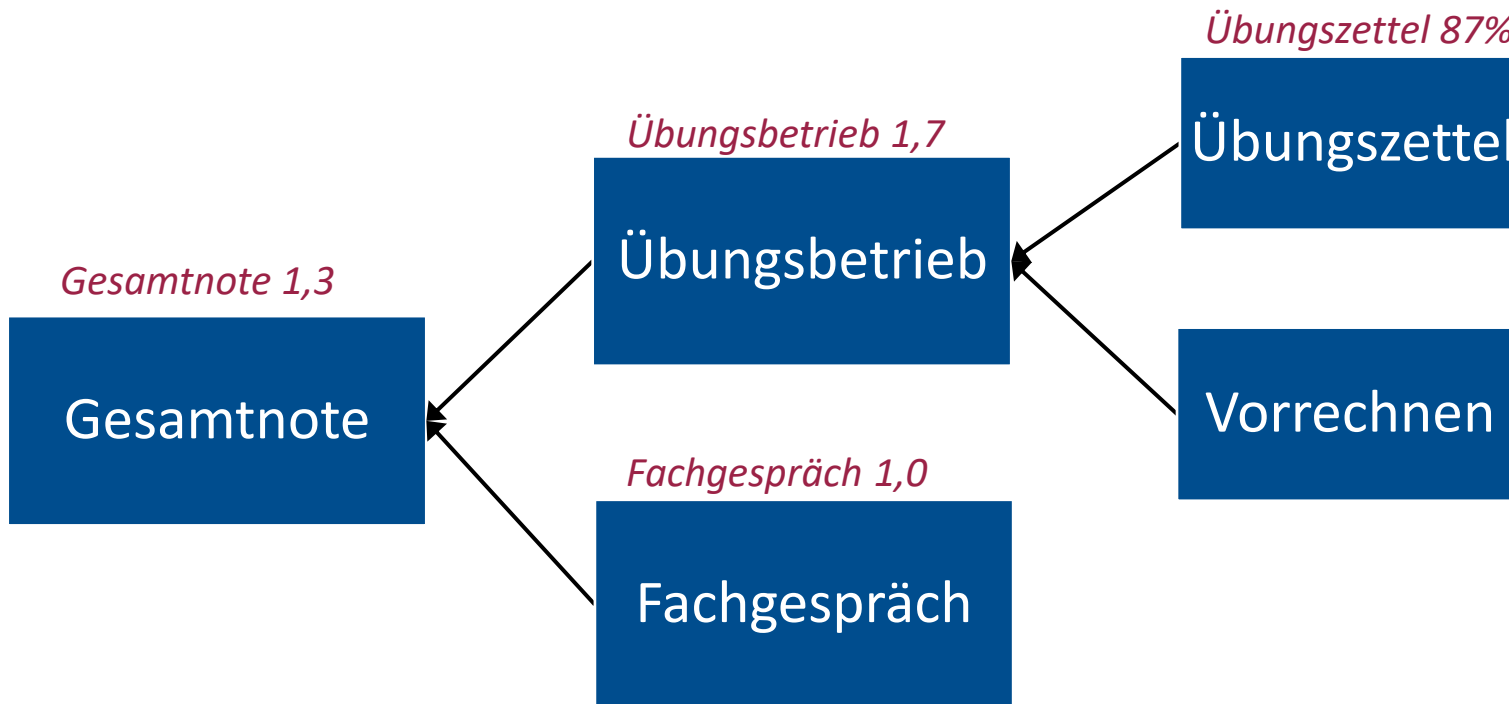 Übungszettel 87%
Übungszettel
Übungsbetrieb 1,7
Übungsbetrieb
Gesamtnote 1,3
Gesamtnote
Vorrechnen
Fachgespräch 1,0
Fachgespräch